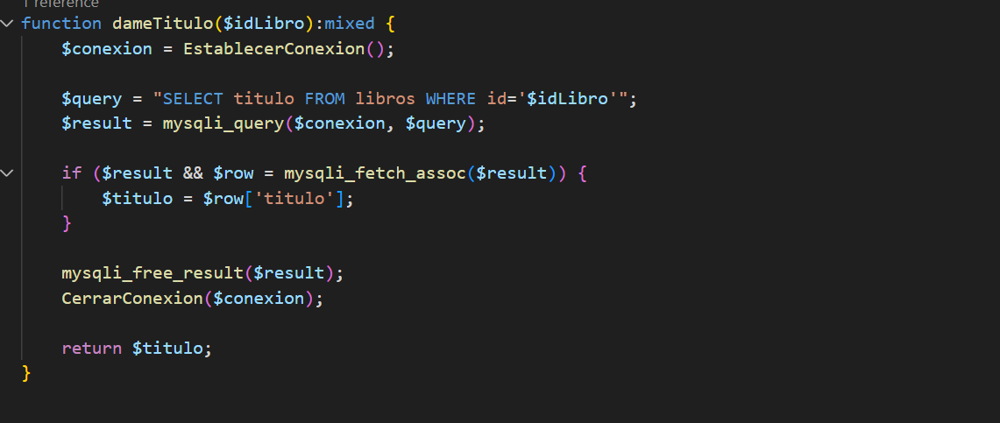 1 reference
function dameTitulo($idLibro):mixed {
    $conexion = EstablecerConexion();
    $query = "SELECT titulo FROM libros WHERE id='$idLibro'";
    $result = mysqli_query($conexion, $query);
    if ($result && $row = mysqli_fetch_assoc($result)) {
        $titulo = $row['titulo'];
    }
    mysqli_free_result($result);
    CerrarConexion($conexion);
    return $titulo;
}